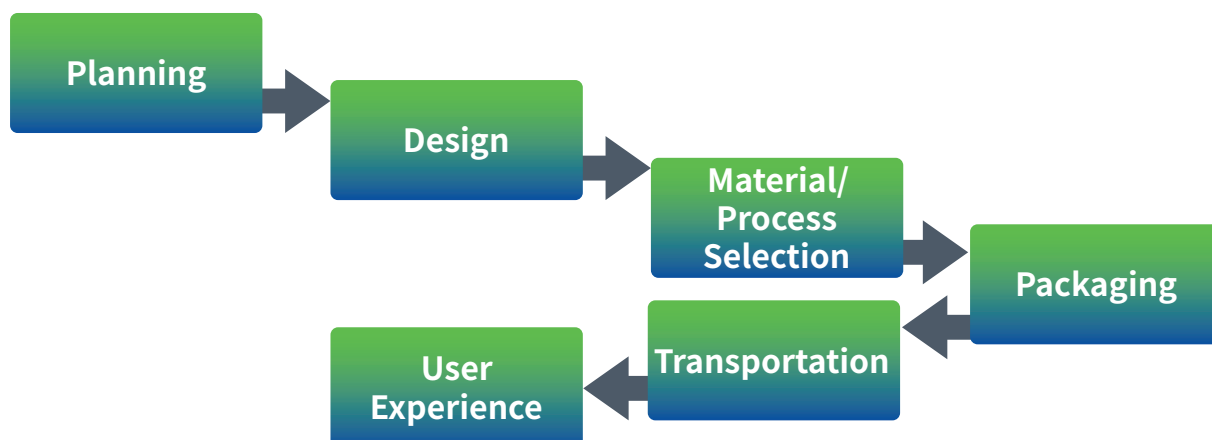 Planning
Design
Material/
Process
Selection
Packaging
Transportation
User
Experience